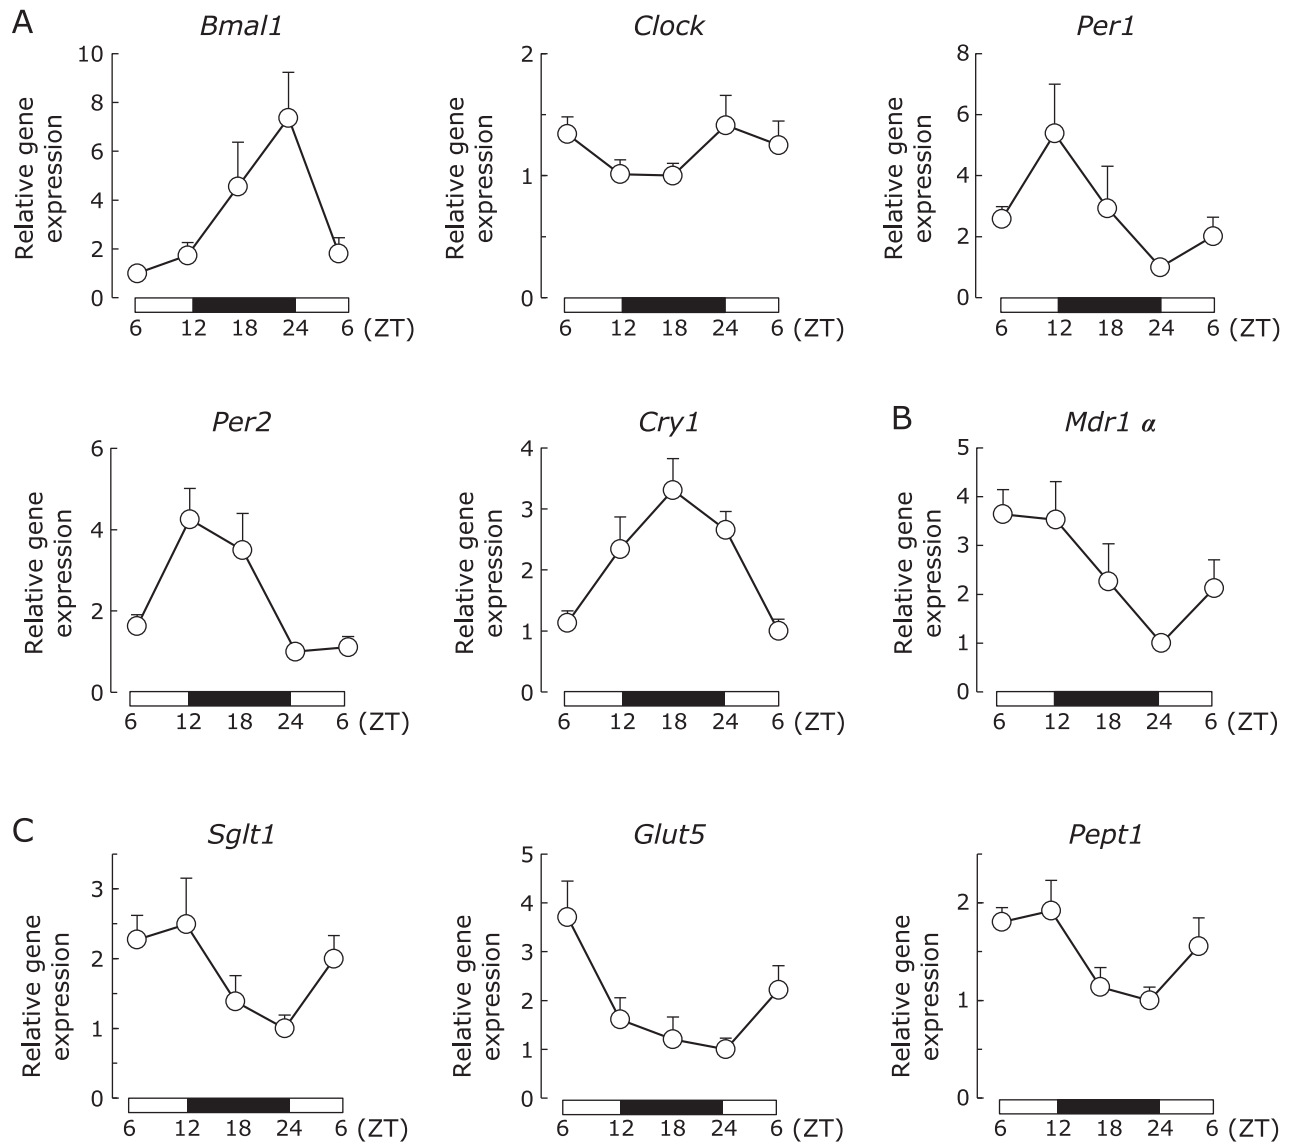 A
Bmal1
Relative gene
expression
10
8
6
4
2
0
6 12 18 24 6 (ZT)
Clock
Relative gene
expression
2
1
0
6 12 18 24 6 (ZT)
Per1
Relative gene
expression
8
6
4
2
0
6 12 18 24 6 (ZT)
Per2
Relative gene
expression
6
4
2
0
6 12 18 24 6 (ZT)
Cry1
Relative gene
expression
4
3
2
1
0
6 12 18 24 6 (ZT)
B
Mdr1 α
Relative gene
expression
5
4
3
2
1
0
6 12 18 24 6 (ZT)
C
Sglt1
Relative gene
expression
3
2
1
0
6 12 18 24 6 (ZT)
Glut5
Relative gene
expression
5
4
3
2
1
0
6 12 18 24 6 (ZT)
Pept1
Relative gene
expression
2
1
0
6 12 18 24 6 (ZT)